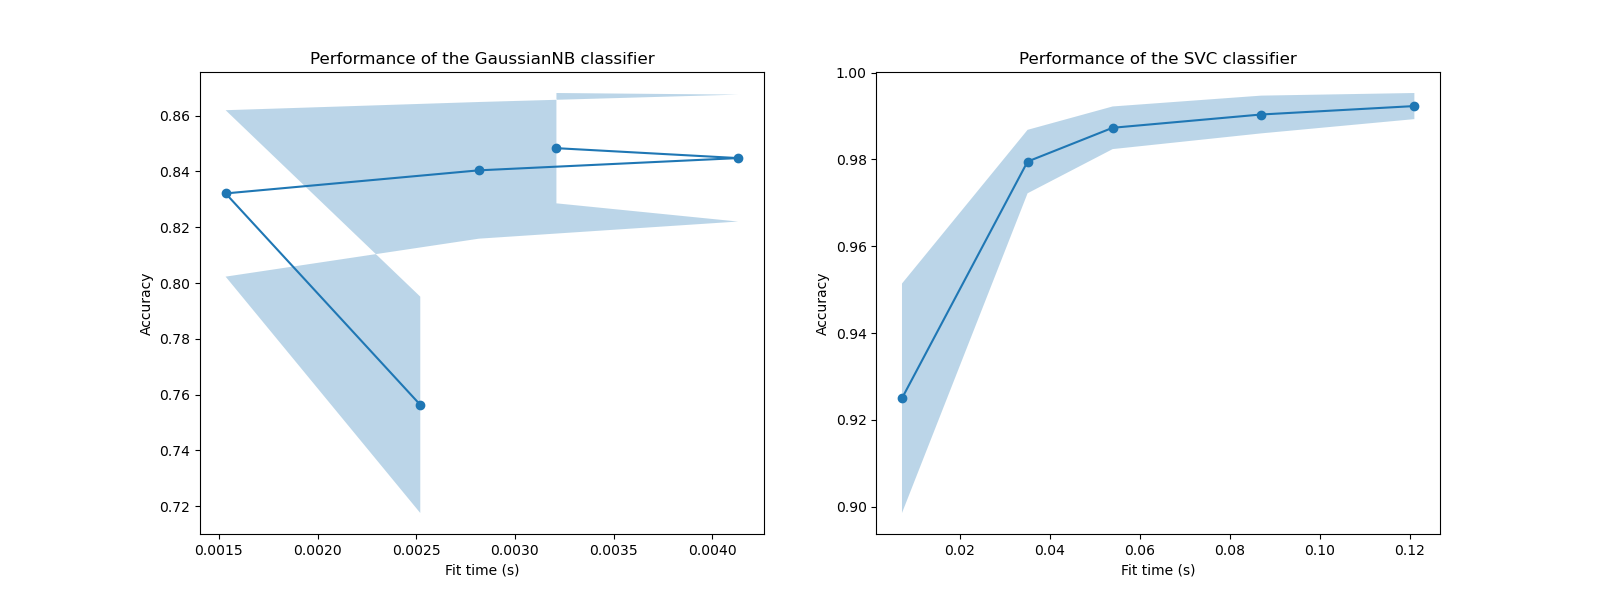 Performance of the GaussianNB classifier
0.86
0.84
0.82
0.80
0.78
0.76
0.74
0.72
Accuracy
0.0015 0.0020 0.0025 0.0030 0.0035 0.0040
Fit time (s)
Performance of the SVC classifier
1.00
0.98
0.96
0.94
0.92
0.90
Accuracy
0.02 0.04 0.06 0.08 0.10 0.12
Fit time (s)